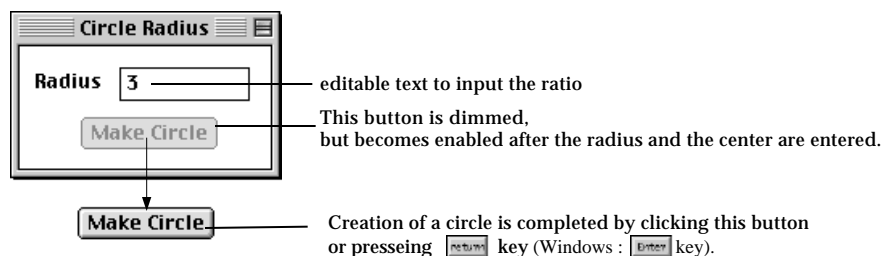 Circle Radius
Radius 3
editable text to input the ratio
Make Circle
This button is dimmed,
but becomes enabled after the radius and the center are entered.
Make Circle
Creation of a circle is completed by clicking this button
or presseing return key (Windows : Enter key).